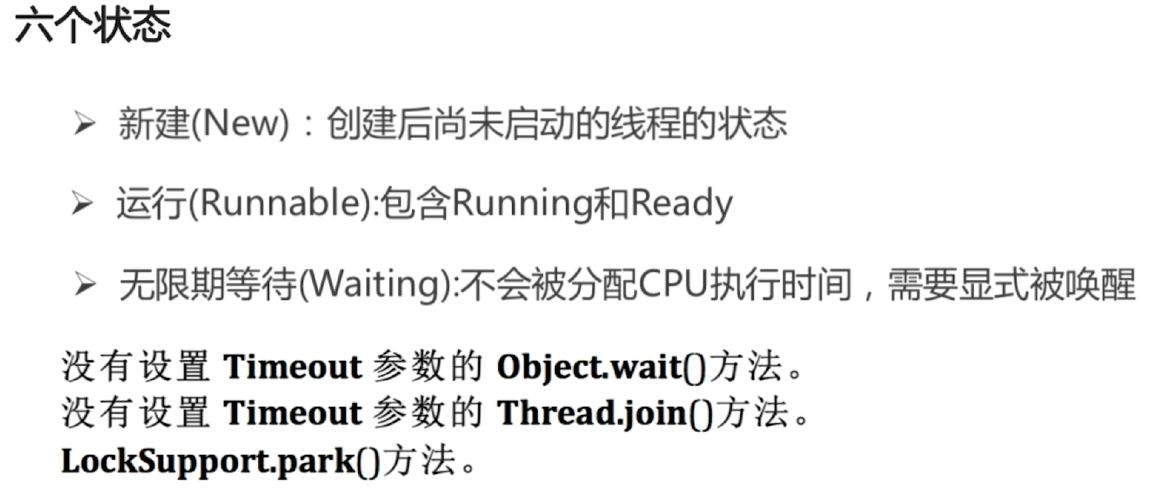 六个状态
➢ 新建(New)：创建后尚未启动的线程的状态
➢ 运行(Runnable):包含Running和Ready
➢ 无限期等待(Waiting):不会被分配CPU执行时间，需要显式被唤醒
没有设置 Timeout 参数的 Object.wait()方法。
没有设置 Timeout 参数的 Thread.join()方法。
LockSupport.park()方法。